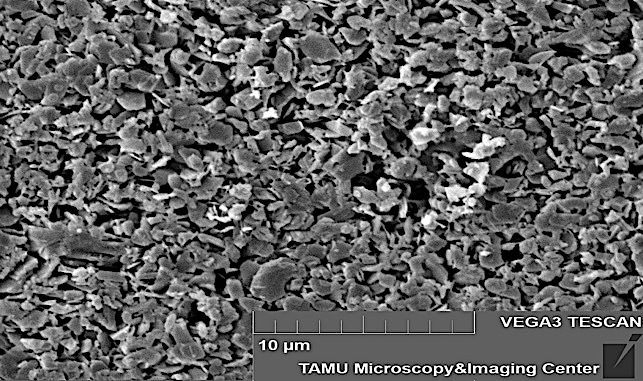 VEGA3 TESCAN
10 µm
TAMU Microscopy&Imaging Center